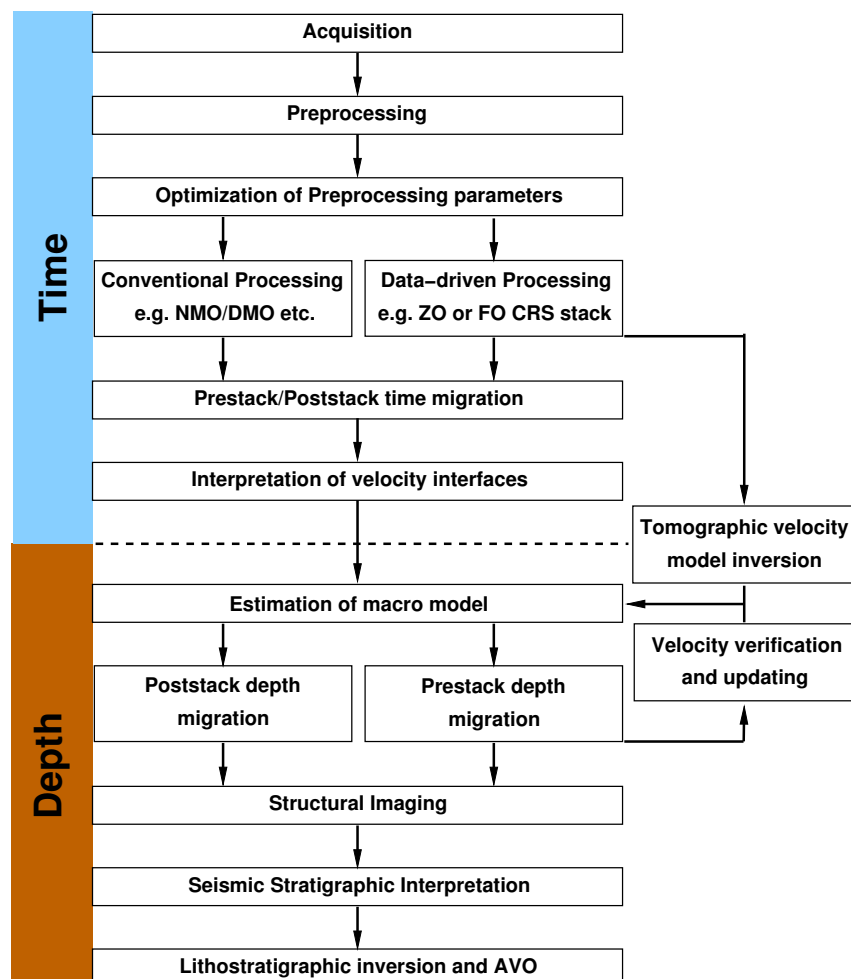 Time
Acquisition
Preprocessing
Optimization of Preprocessing parameters
Conventional Processing
e.g. NMO/DMO etc.
Data−driven Processing
e.g. ZO or FO CRS stack
Prestack/Poststack time migration
Interpretation of velocity interfaces
Tomographic velocity
model inversion
Depth
Estimation of macro model
Velocity verification
and updating
Poststack depth
migration
Prestack depth
migration
Structural Imaging
Seismic Stratigraphic Interpretation
Lithostratigraphic inversion and AVO